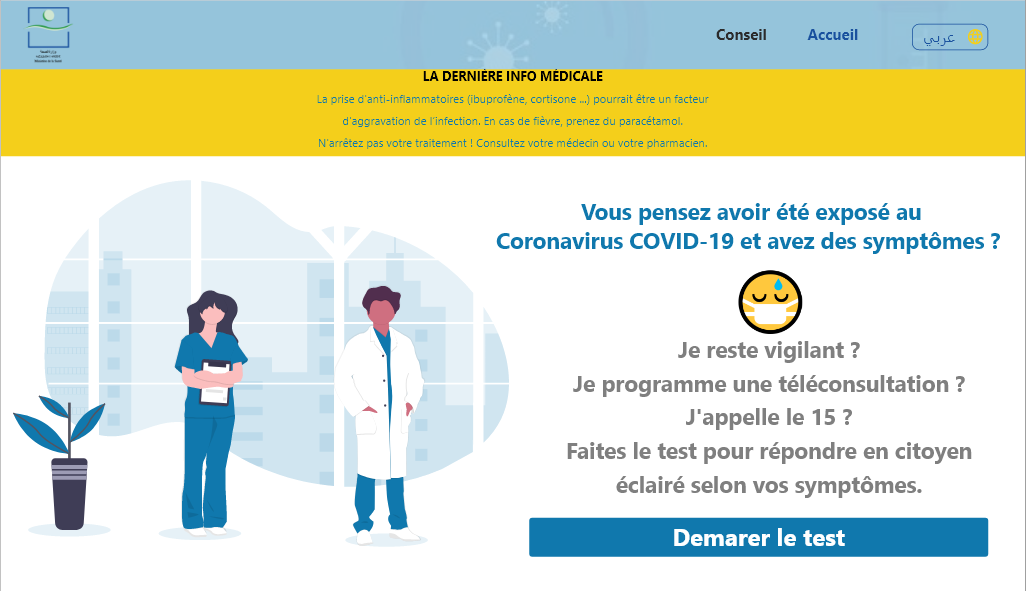 Conseil
Accueil
عربي
LA DERNIÈRE INFO MÉDICALE
La prise d'anti-inflammatoires (ibuprofène, cortisone ...) pourrait être un facteur
d'aggravation de l'infection. En cas de fièvre, prenez du paracétamol.
N'arrêtez pas votre traitement ! Consultez votre médecin ou votre pharmacien.
Vous pensez avoir été exposé au
Coronavirus COVID-19 et avez des symptômes ?
Je reste vigilant ?
Je programme une téléconsultation ?
J'appelle le 15 ?
Faites le test pour répondre en citoyen
éclairé selon vos symptômes.
Demarer le test